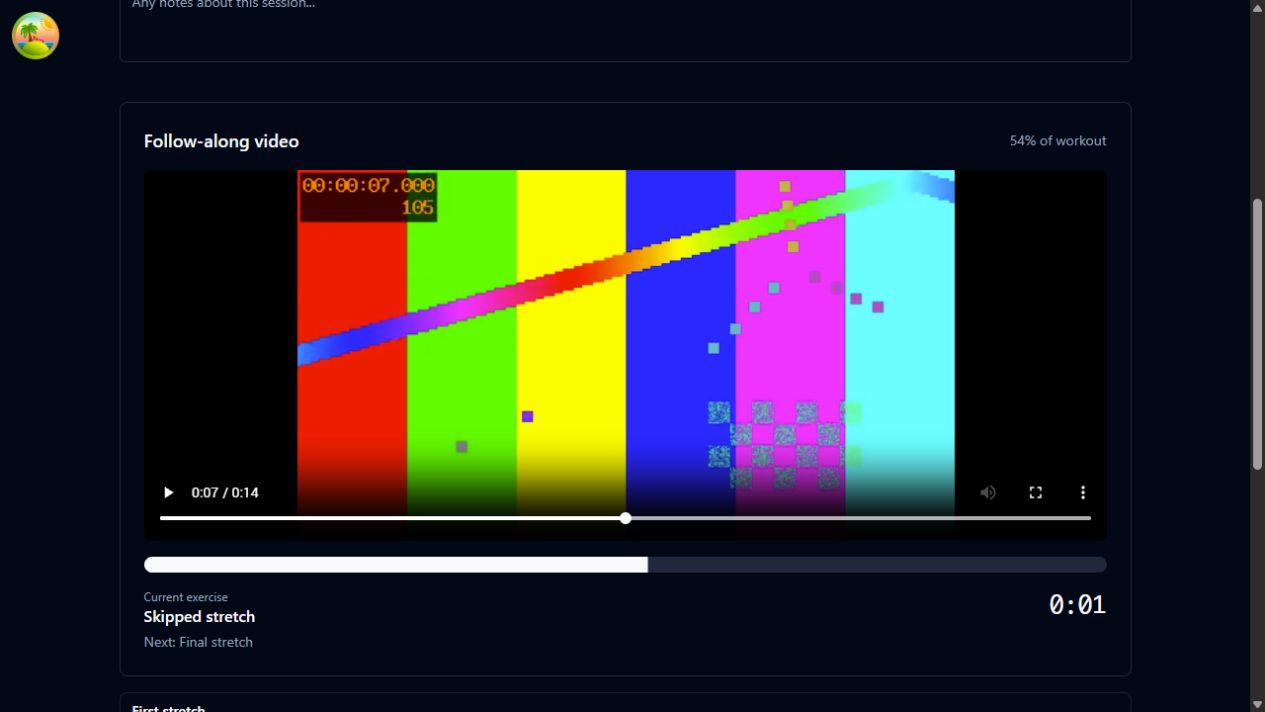 Any notes about this session...
Follow-along video
54% of workout
00:00:07.000
105
0:07 / 0:14
Current exercise
Skipped stretch
0:01
Next: Final stretch
First stretch